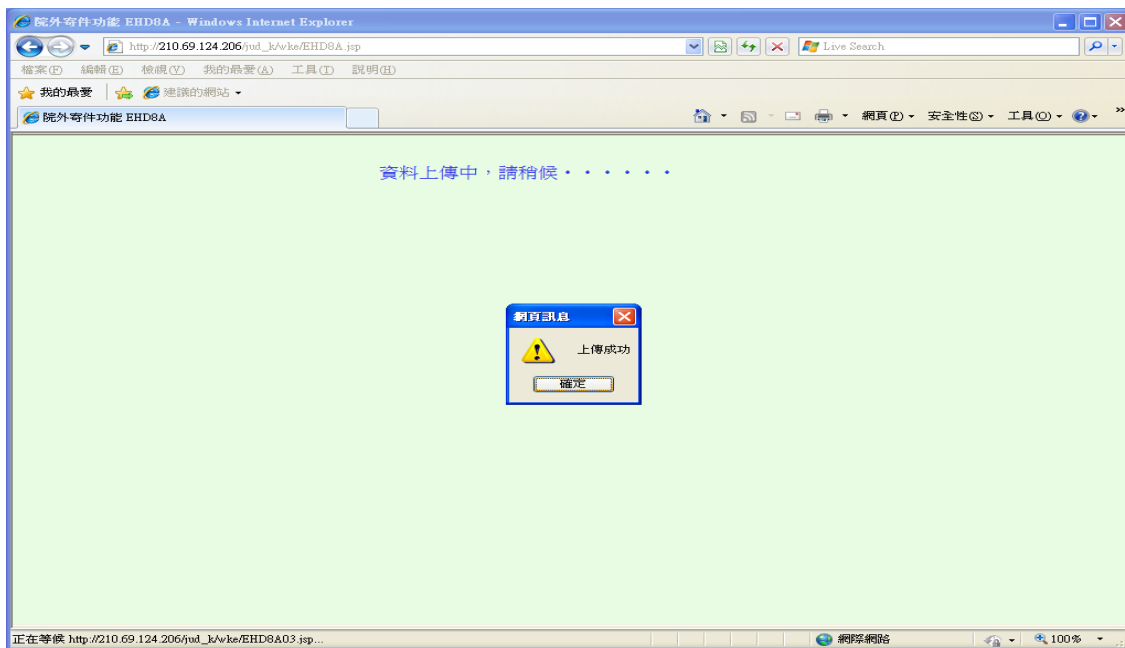 院外寄件功能 EHD8A - Windows Internet Explorer
http://210.69.124.206/jud_k/wke/EHD8A.jsp
Live Search
檔案(F) 編輯(E) 檢視(V) 我的最愛(A) 工具(T) 說明(H)
我的最愛 建議的網站
院外寄件功能 EHD8A
網頁(P) 安全性(S) 工具(O)
資料上傳中，請稍候・・・・・・
網頁訊息
上傳成功
確定
正在等候 http://210.69.124.206/jud_k/wke/EHD8A03.jsp...
網際網路
100%